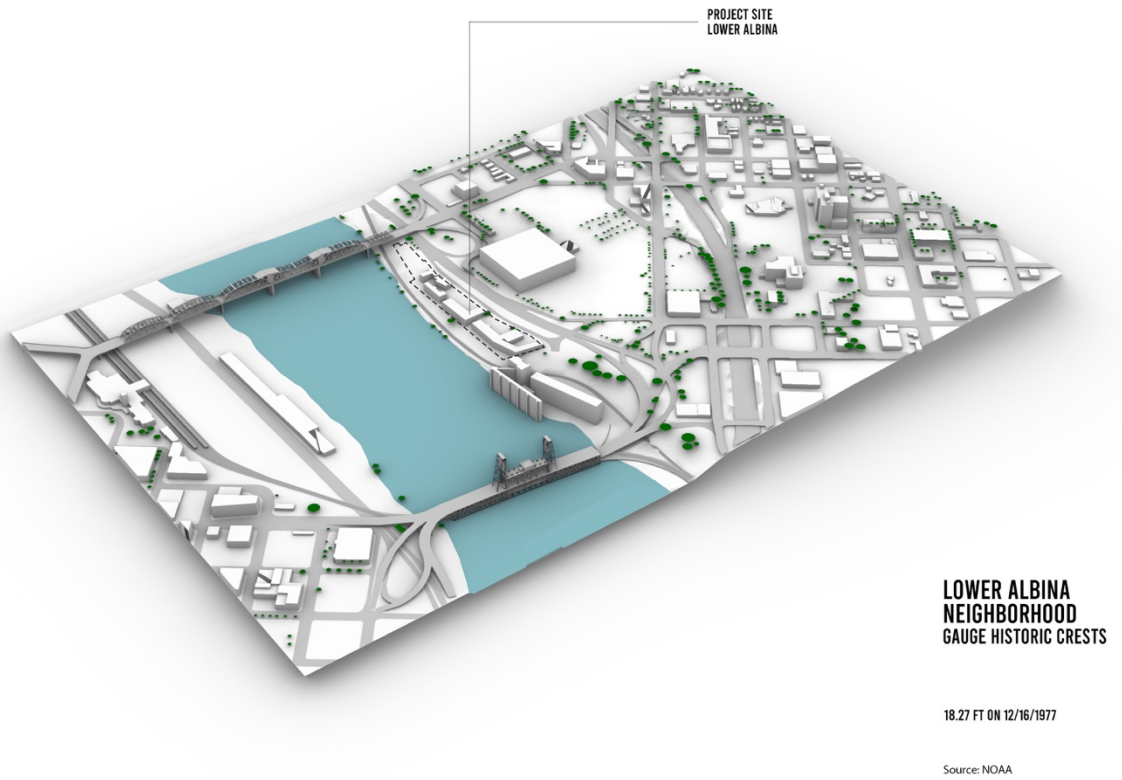 PROJECT SITE
LOWER ALBINA
LOWER ALBINA
NEIGHBORHOOD
GAUGE HISTORIC CRESTS
18.27 FT ON 12/16/1977
Source: NOAA